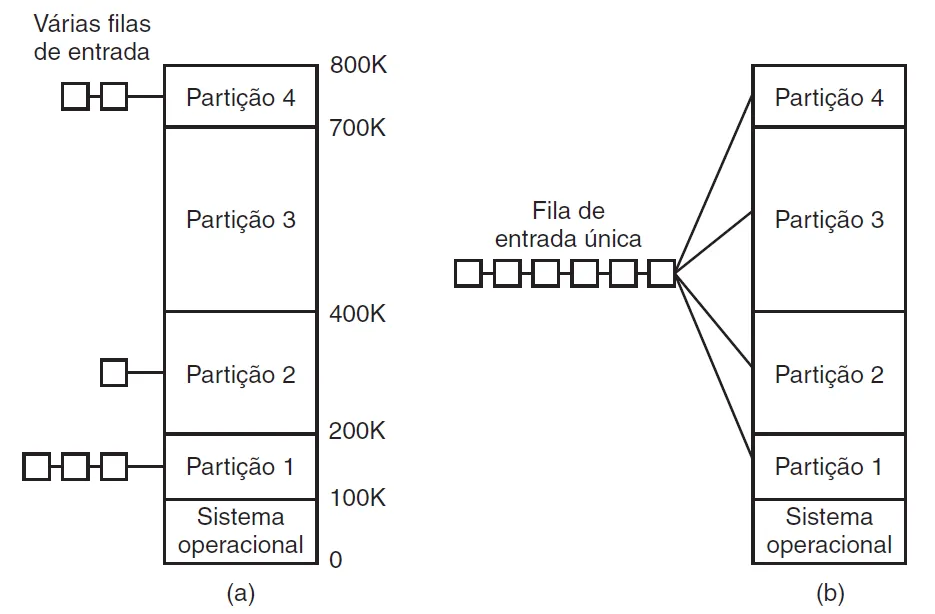 Várias filas
de entrada
800K
Partição 4
700K
Partição 3
400K
Partição 2
200K
Partição 1
100K
Sistema
operacional
0
(a)
Fila de
entrada única
Partição 4
Partição 3
Partição 2
Partição 1
Sistema
operacional
(b)